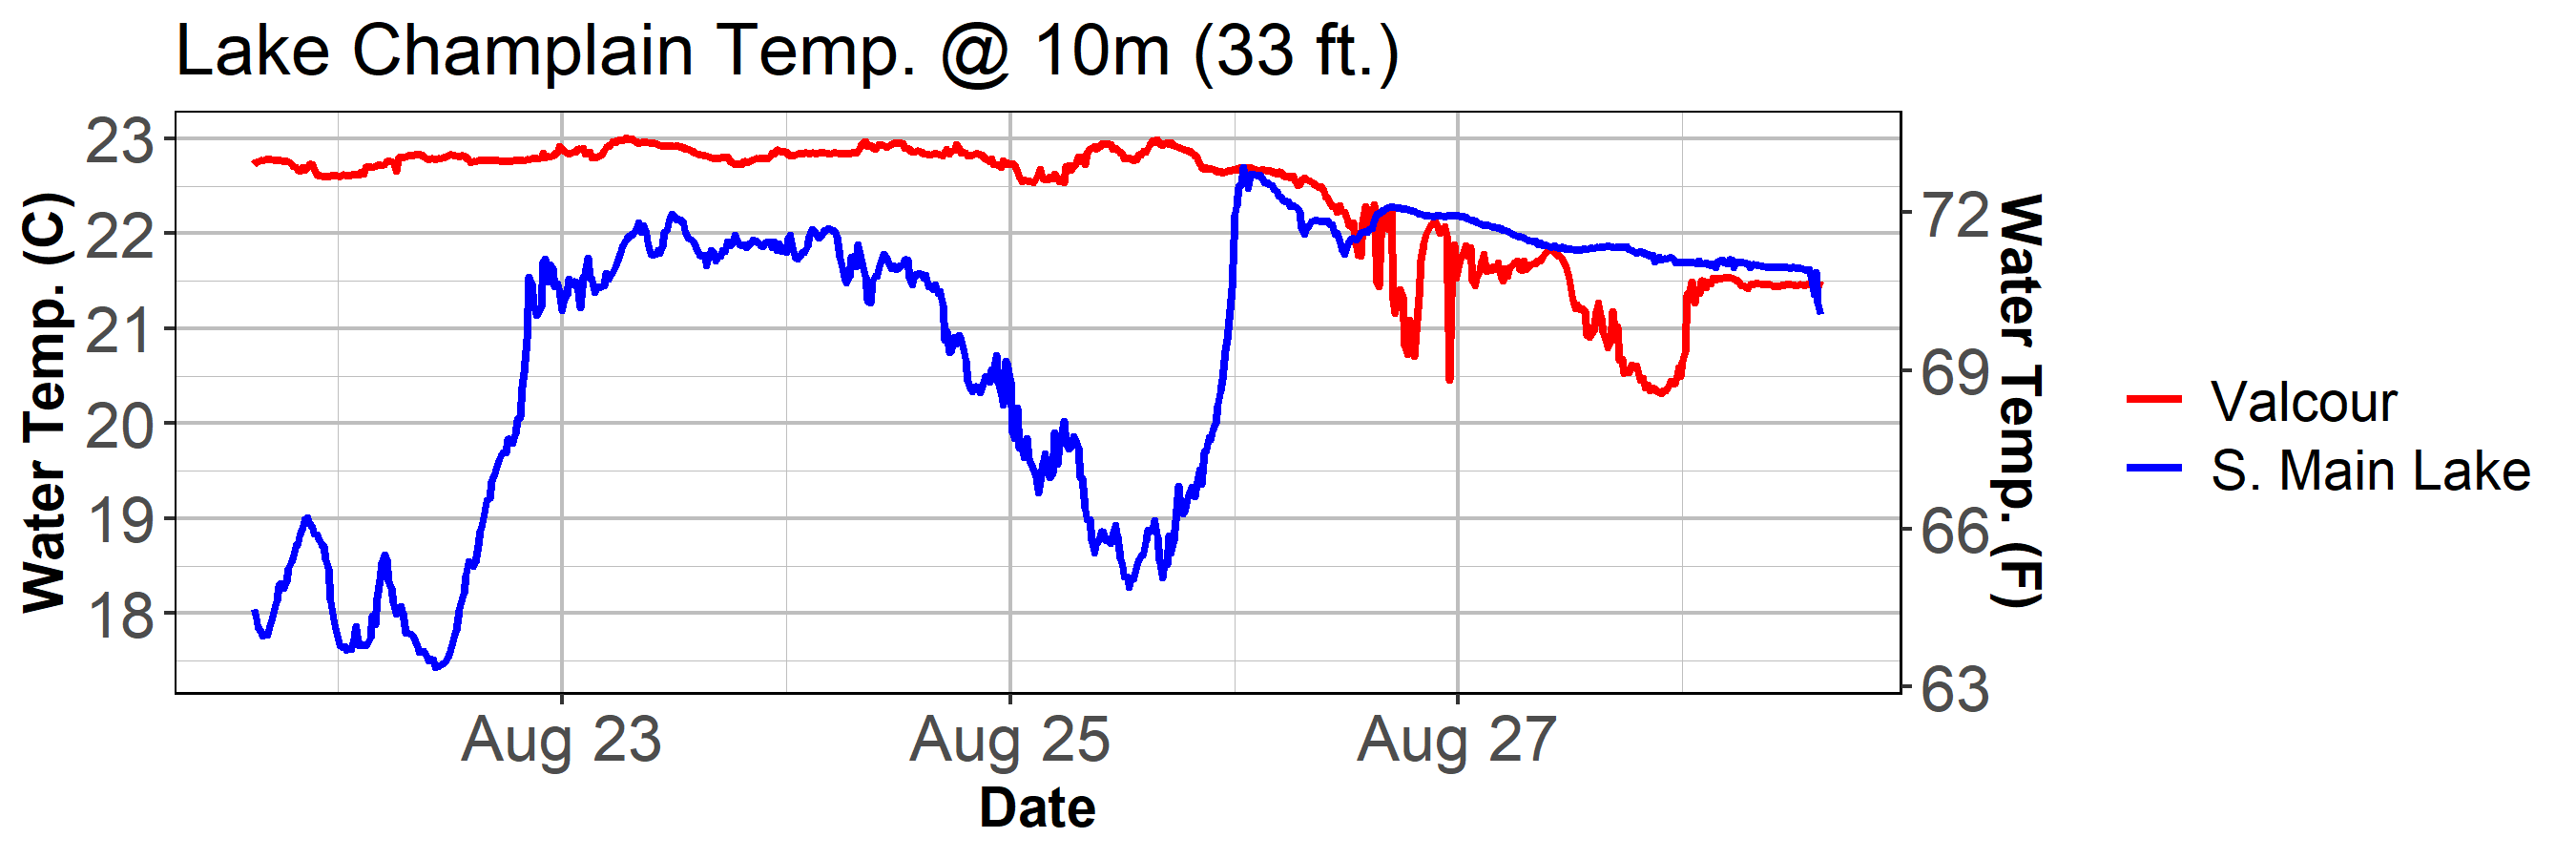 Lake Champlain Temp. @ 10m (33 ft.)
Water Temp. (C)
23
22
21
20
19
18
72
69
66
63
Water Temp. (F)
Aug 23
Aug 25
Aug 27
Date
Valcour
S. Main Lake